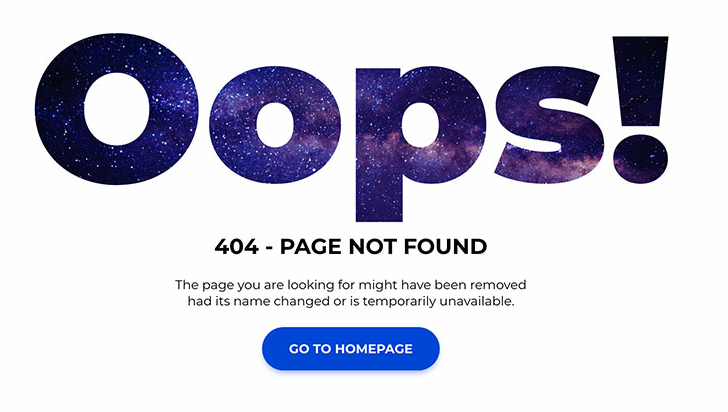 Oops!
404 - PAGE NOT FOUND
The page you are looking for might have been removed
had its name changed or is temporarily unavailable.
GO TO HOMEPAGE